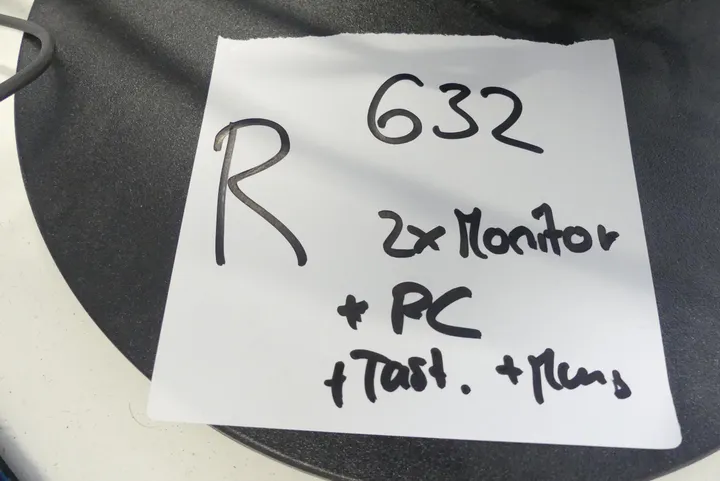 632
R
2x Monitor
+ PC
+ Tast. + Maus